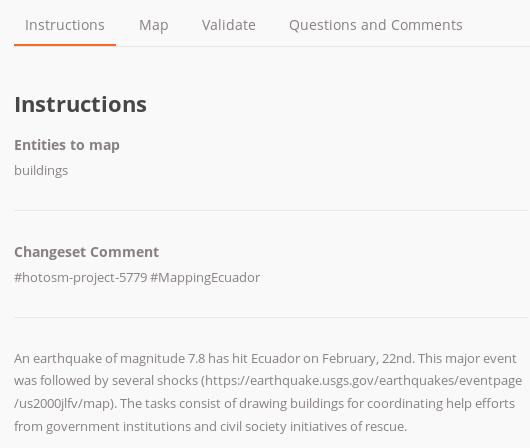 Instructions Map Validate Questions and Comments
Instructions
Entities to map
buildings
Changeset Comment
#hotosm-project-5779 #MappingEcuador
An earthquake of magnitude 7.8 has hit Ecuador on February, 22nd. This major event
was followed by several shocks (https://earthquake.usgs.gov/earthquakes/eventpage
/us2000jlfv/map). The tasks consist of drawing buildings for coordinating help efforts
from government institutions and civil society initiatives of rescue.